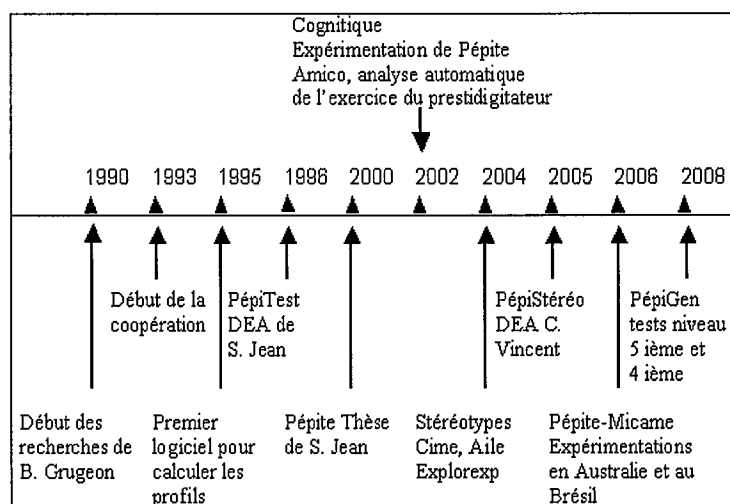 Cognitique
Expérimentation de Pépite
Amico, analyse automatique
de l'exercice du prestidigitateur
1990 1993 1995 1996 2000 2002 2004 2005 2006 2008
Début de la
coopération
PépiTest
DEA de
S. Jean
PépiStéréo
DEA C.
Vincent
PépiGen
tests niveau
5 ième et
4 ième
Début des
recherches de
B. Grugeon
Premier
logiciel pour
calculer les
profils
Pépite Thèse
de S. Jean
Stéréotypes
Cime, Aile
Explorexp
Pépite-Micame
Expérimentations
en Australie et au
Brésil